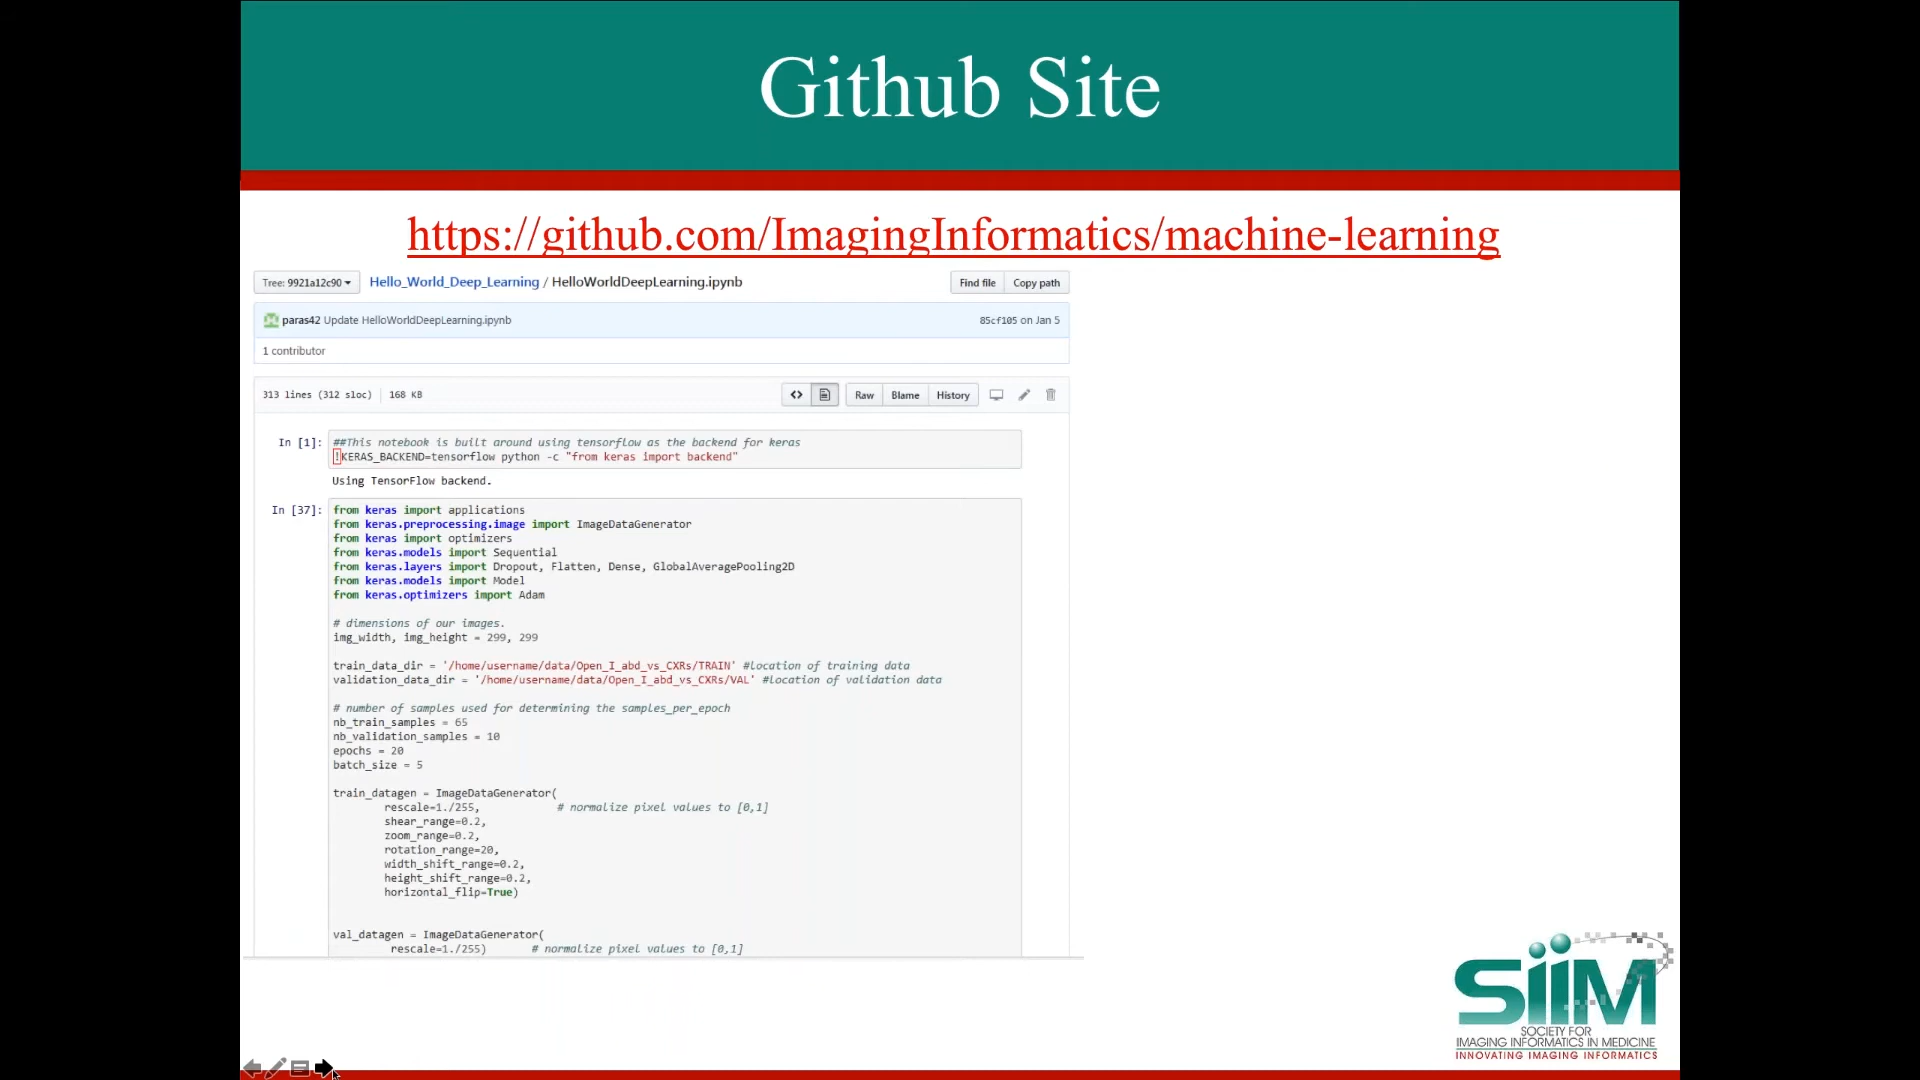 Github Site
https://github.com/ImagingInformatics/machine-learning
Tree: 9921a12c90
Hello_World_Deep_Learning / HelloWorldDeepLearning.ipynb
Find file
Copy path
paras42 Update HelloWorldDeepLearning.ipynb
85cf105 on Jan 5
1 contributor
313 lines (312 sloc) 168 KB
<>
Raw
Blame
History
In [1]:
##This notebook is built around using tensorflow as the backend for keras
!KERAS_BACKEND=tensorflow python -c "from keras import backend"
Using TensorFlow backend.
In [37]:
from keras import applications
from keras.preprocessing.image import ImageDataGenerator
from keras import optimizers
from keras.models import Sequential
from keras.layers import Dropout, Flatten, Dense, GlobalAveragePooling2D
from keras.models import Model
from keras.optimizers import Adam
# dimensions of our images.
img_width, img_height = 299, 299
train_data_dir = '/home/username/data/Open_I_abd_vs_CXRs/TRAIN' #location of training data
validation_data_dir = '/home/username/data/Open_I_abd_vs_CXRs/VAL' #location of validation data
# number of samples used for determining the samples_per_epoch
nb_train_samples = 65
nb_validation_samples = 10
epochs = 20
batch_size = 5
train_datagen = ImageDataGenerator(
rescale=1./255, # normalize pixel values to [0,1]
shear_range=0.2,
zoom_range=0.2,
rotation_range=20,
width_shift_range=0.2,
height_shift_range=0.2,
horizontal_flip=True)
val_datagen = ImageDataGenerator(
rescale=1./255) # normalize pixel values to [0,1]
SIIM
SOCIETY FOR
IMAGING INFORMATICS IN MEDICINE
INNOVATING IMAGING INFORMATICS